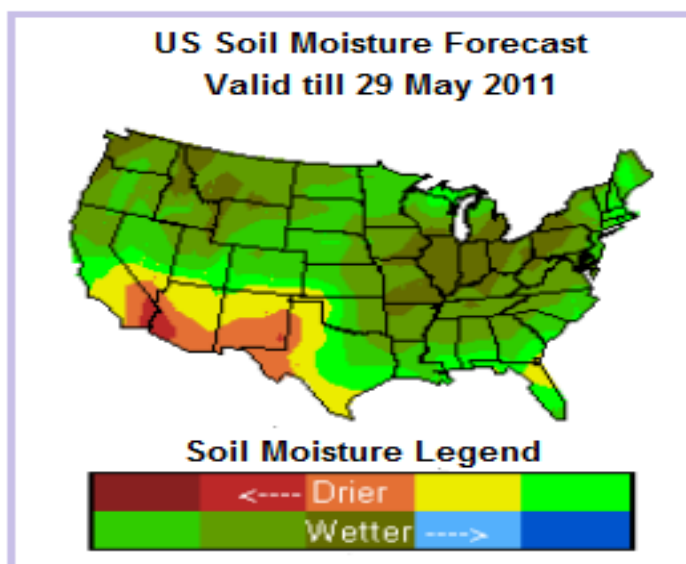 US Soil Moisture Forecast
Valid till 29 May 2011
Soil Moisture Legend
<---- Drier
Wetter ---->